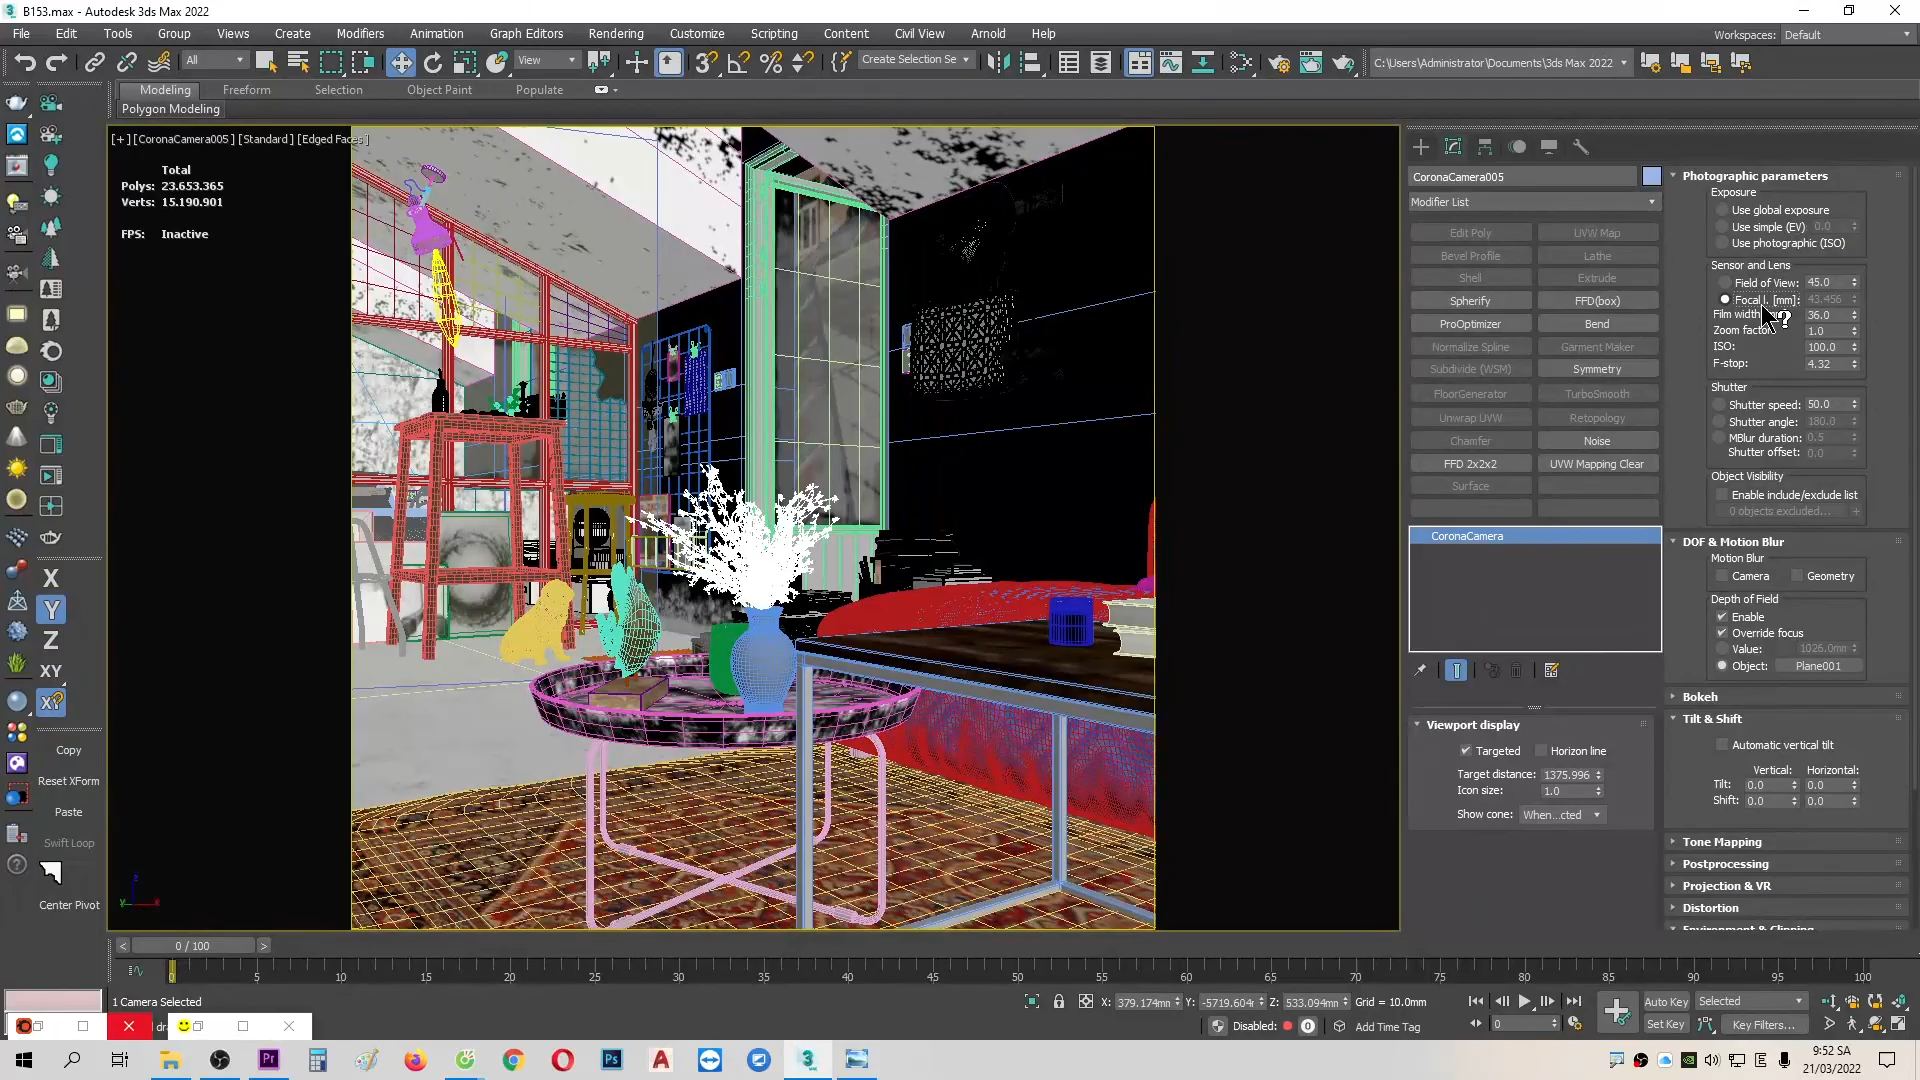 B153.max - Autodesk 3ds Max 2022
File Edit Tools Group Views Create Modifiers Animation Graph Editors Rendering Customize Scripting Content Civil View Arnold Help
Workspaces: Default
All
View
Create Selection Se
C:\Users\Administrator\Documents\3ds Max 2022
Modeling Freeform Selection Object Paint Populate
Polygon Modeling
[+] [CoronaCamera005 ] [Standard ] [Edged Faces ]
Total
Polys: 23.653.365
Verts: 15.190.901
FPS: Inactive
X
Y
Z
XY
Copy
Reset XForm
Paste
Swift Loop
Center Pivot
CoronaCamera005
Modifier List
Edit Poly UVW Map
Bevel Profile Lathe
Shell Extrude
Spherify FFD(box)
ProOptimizer Bend
Normalize Spline Garment Maker
Subdivide (WSM) Symmetry
FloorGenerator TurboSmooth
Unwrap UVW Retopology
Chamfer Noise
FFD 2x2x2 UVW Mapping Clear
Surface
CoronaCamera
Viewport display
Targeted Horizon line
Target distance: 1375.996
Icon size: 1.0
Show cone: When...cted
Photographic parameters
Exposure
Use global exposure
Use simple (EV) 0.0
Use photographic (ISO)
Sensor and Lens
Field of View: 45.0
Focal l. [mm]: 43.456
Film width 36.0
Zoom factor 1.0
ISO: 100.0
F-stop: 4.32
Shutter
Shutter speed: 50.0
Shutter angle: 180.0
MBlur duration: 0.5
Shutter offset: 0.0
Object Visibility
Enable include/exclude list
0 objects excluded... +
DOF & Motion Blur
Motion Blur
Camera Geometry
Depth of Field
Enable
Override focus
Value: 1026.0mm
Object: Plane001
Bokeh
Tilt & Shift
Automatic vertical tilt
Vertical: Horizontal:
Tilt: 0.0 0.0
Shift: 0.0 0.0
Tone Mapping
Postprocessing
Projection & VR
Distortion
Environment & Clipping
0 / 100
0 5 10 15 20 25 30 35 40 45 50 55 60 65 70 75 80 85 90 95 100
1 Camera Selected
X: 379.174mm Y: -5719.604r Z: 533.094mm Grid = 10.0mm
Disabled: 0 Add Time Tag
0
Auto Key Selected
Set Key Key Filters...
9:52 SA
21/03/2022